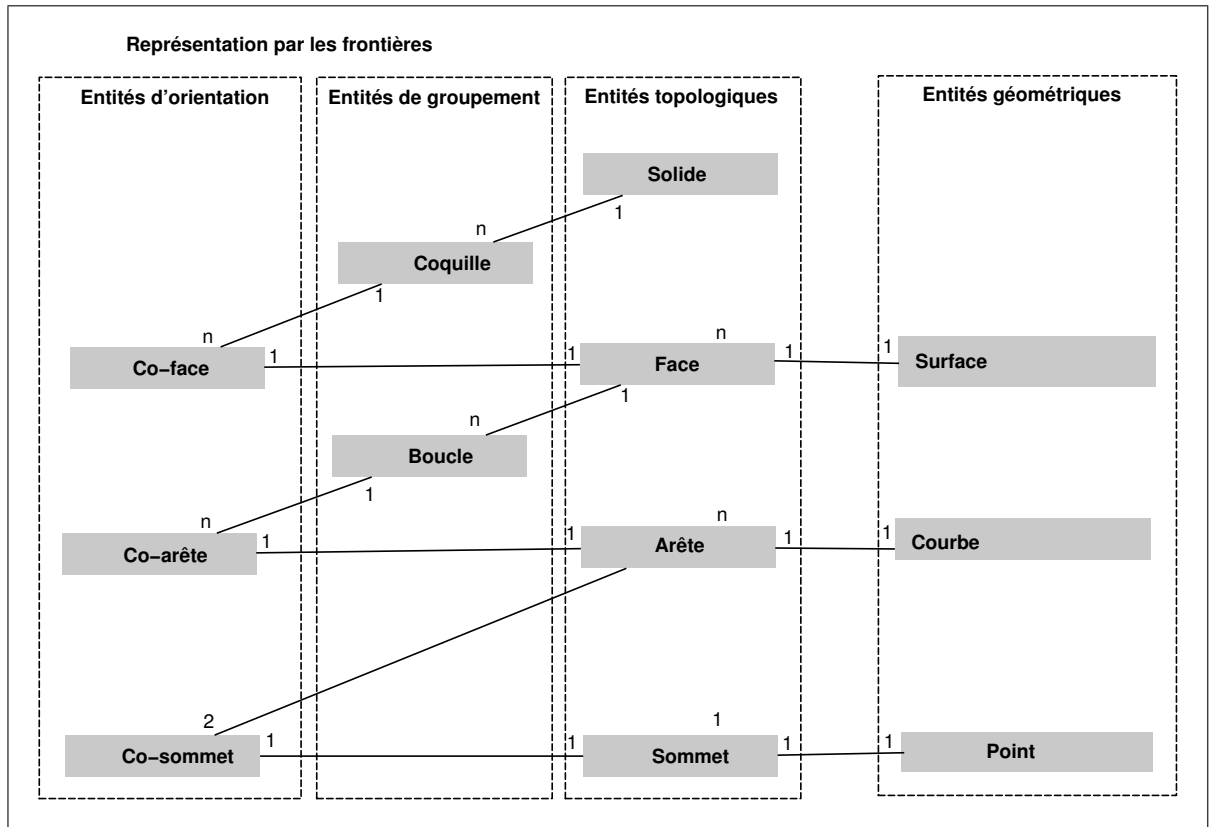 Représentation par les frontières
Entités d'orientation
Entités de groupement
Entités topologiques
Entités géométriques
Solide
1
n
Coquille
1
n
Co−face
1
1
Face
n
1
1
Surface
1
n
Boucle
1
n
Co−arête
1
1
Arête
n
1
1
Courbe
2
Co−sommet
1
1
Sommet
1
1
1
Point